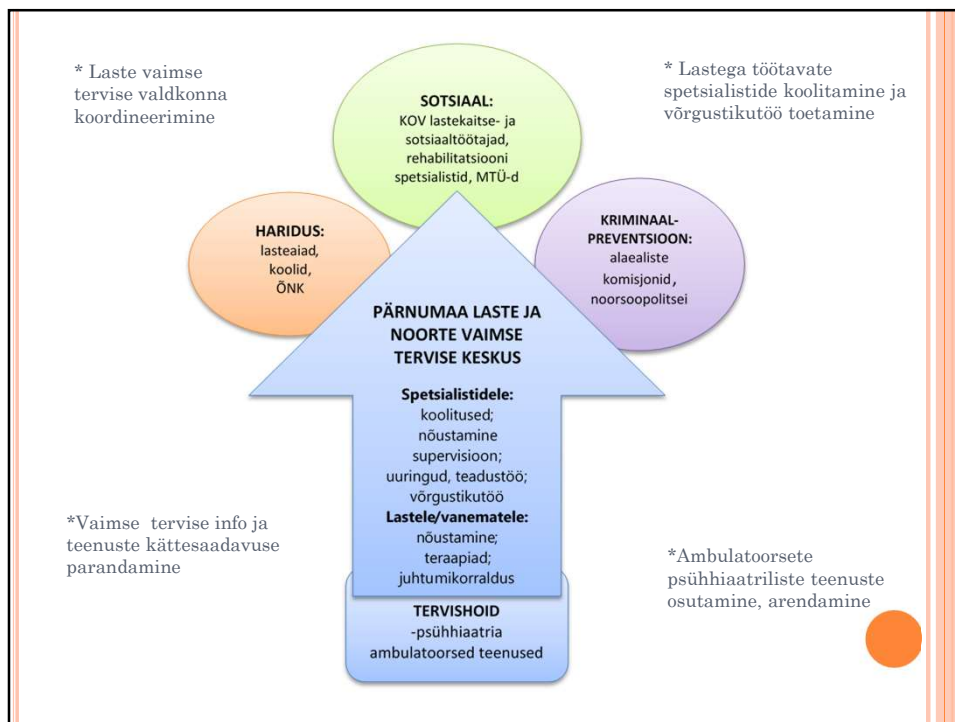 * Laste vaimse
tervise valdkonna
koordineerimine
SOTSIAAL:
KOV lastekaitse- ja
sotsiaaltöötajad,
rehabilitatsiooni
spetsialistid, MTÜ-d
* Lastega töötavate
spetsialistide koolitamine ja
võrgustikutöö toetamine
HARIDUS:
lasteaiad,
koolid,
ÕNK
KRIMINAAL-
PREVENTSIOON:
alaealiste
komisjonid,
noorsoopolitsei
PÄRNUMAA LASTE JA
NOORTE VAIMSE
TERVISE KESKUS
Spetsialistidele:
koolitused;
nõustamine
supervisioon;
uuringud, teadustöö;
võrgustikutöö
Lastele/vanematele:
nõustamine;
teraapiad;
juhtumikorraldus
*Vaimse tervise info ja
teenuste kättesaadavuse
parandamine
*Ambulatoorsete
psühhiaatriliste teenuste
osutamine, arendamine
TERVISHOID
-psühhiaatria
ambulatoorsed teenused